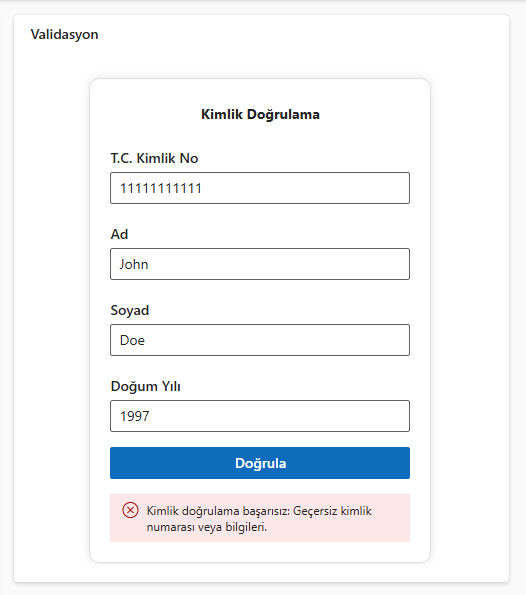 Validasyon
Kimlik Doğrulama
T.C. Kimlik No
11111111111
Ad
John
Soyad
Doe
Doğum Yılı
1997
Doğrula
Kimlik doğrulama başarısız: Geçersiz kimlik
numarası veya bilgileri.